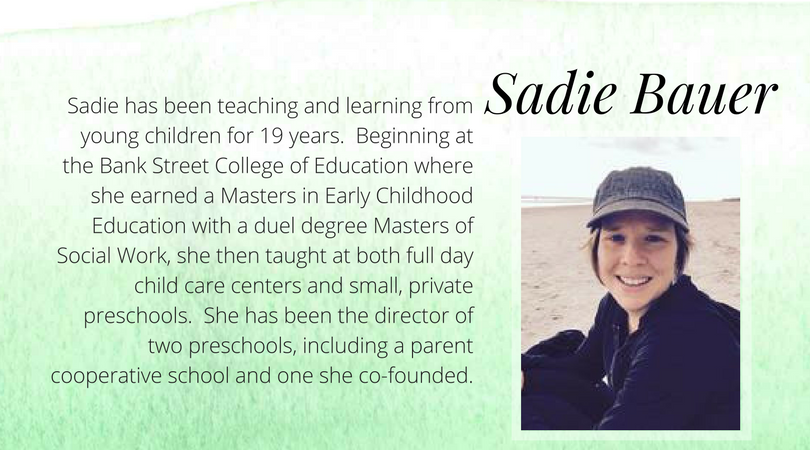 Sadie Bauer
Sadie has been teaching and learning from
young children for 19 years.  Beginning at
the Bank Street College of Education where
she earned a Masters in Early Childhood
Education with a duel degree Masters of
Social Work, she then taught at both full day
child care centers and small, private
preschools.  She has been the director of
two preschools, including a parent
cooperative school and one she co-founded.